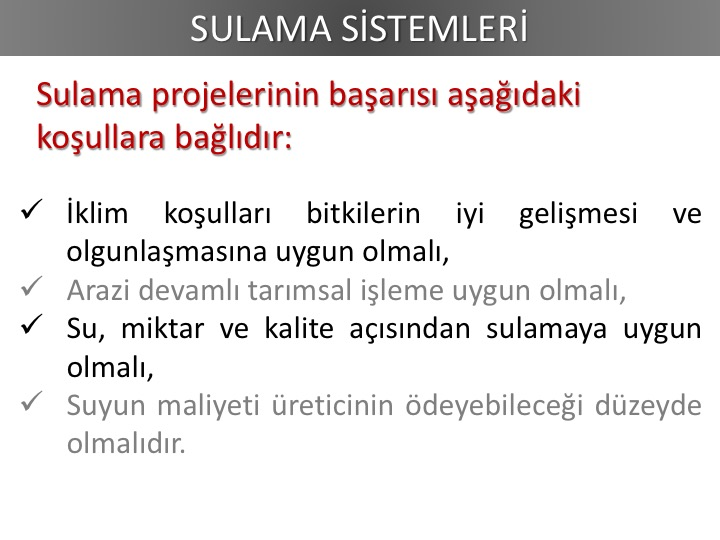 SULAMA SİSTEMLERİ
Sulama projelerinin başarısı aşağıdaki
koşullara bağlıdır:
✓ İklim koşulları bitkilerin iyi gelişmesi ve
olgunlaşmasına uygun olmalı,
✓ Arazi devamlı tarımsal işleme uygun olmalı,
✓ Su, miktar ve kalite açısından sulamaya uygun
olmalı,
✓ Suyun maliyeti üreticinin ödeyebileceği düzeyde
olmalıdır.